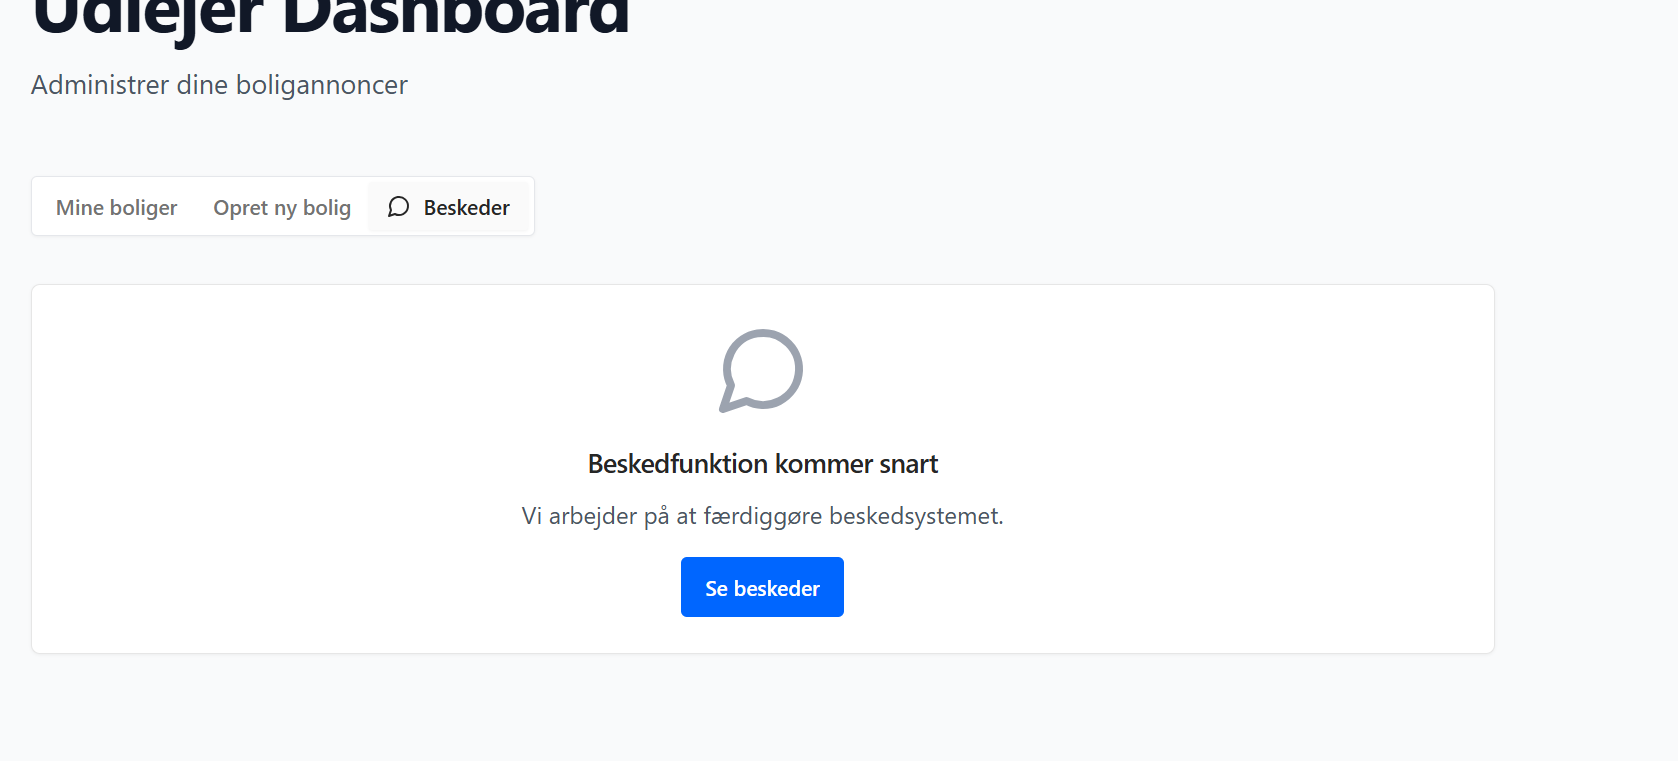 Udlejer Dashboard
Administrer dine boligannoncer
Mine boliger
Opret ny bolig
Beskeder
Beskedfunktion kommer snart
Vi arbejder på at færdiggøre beskedsystemet.
Se beskeder